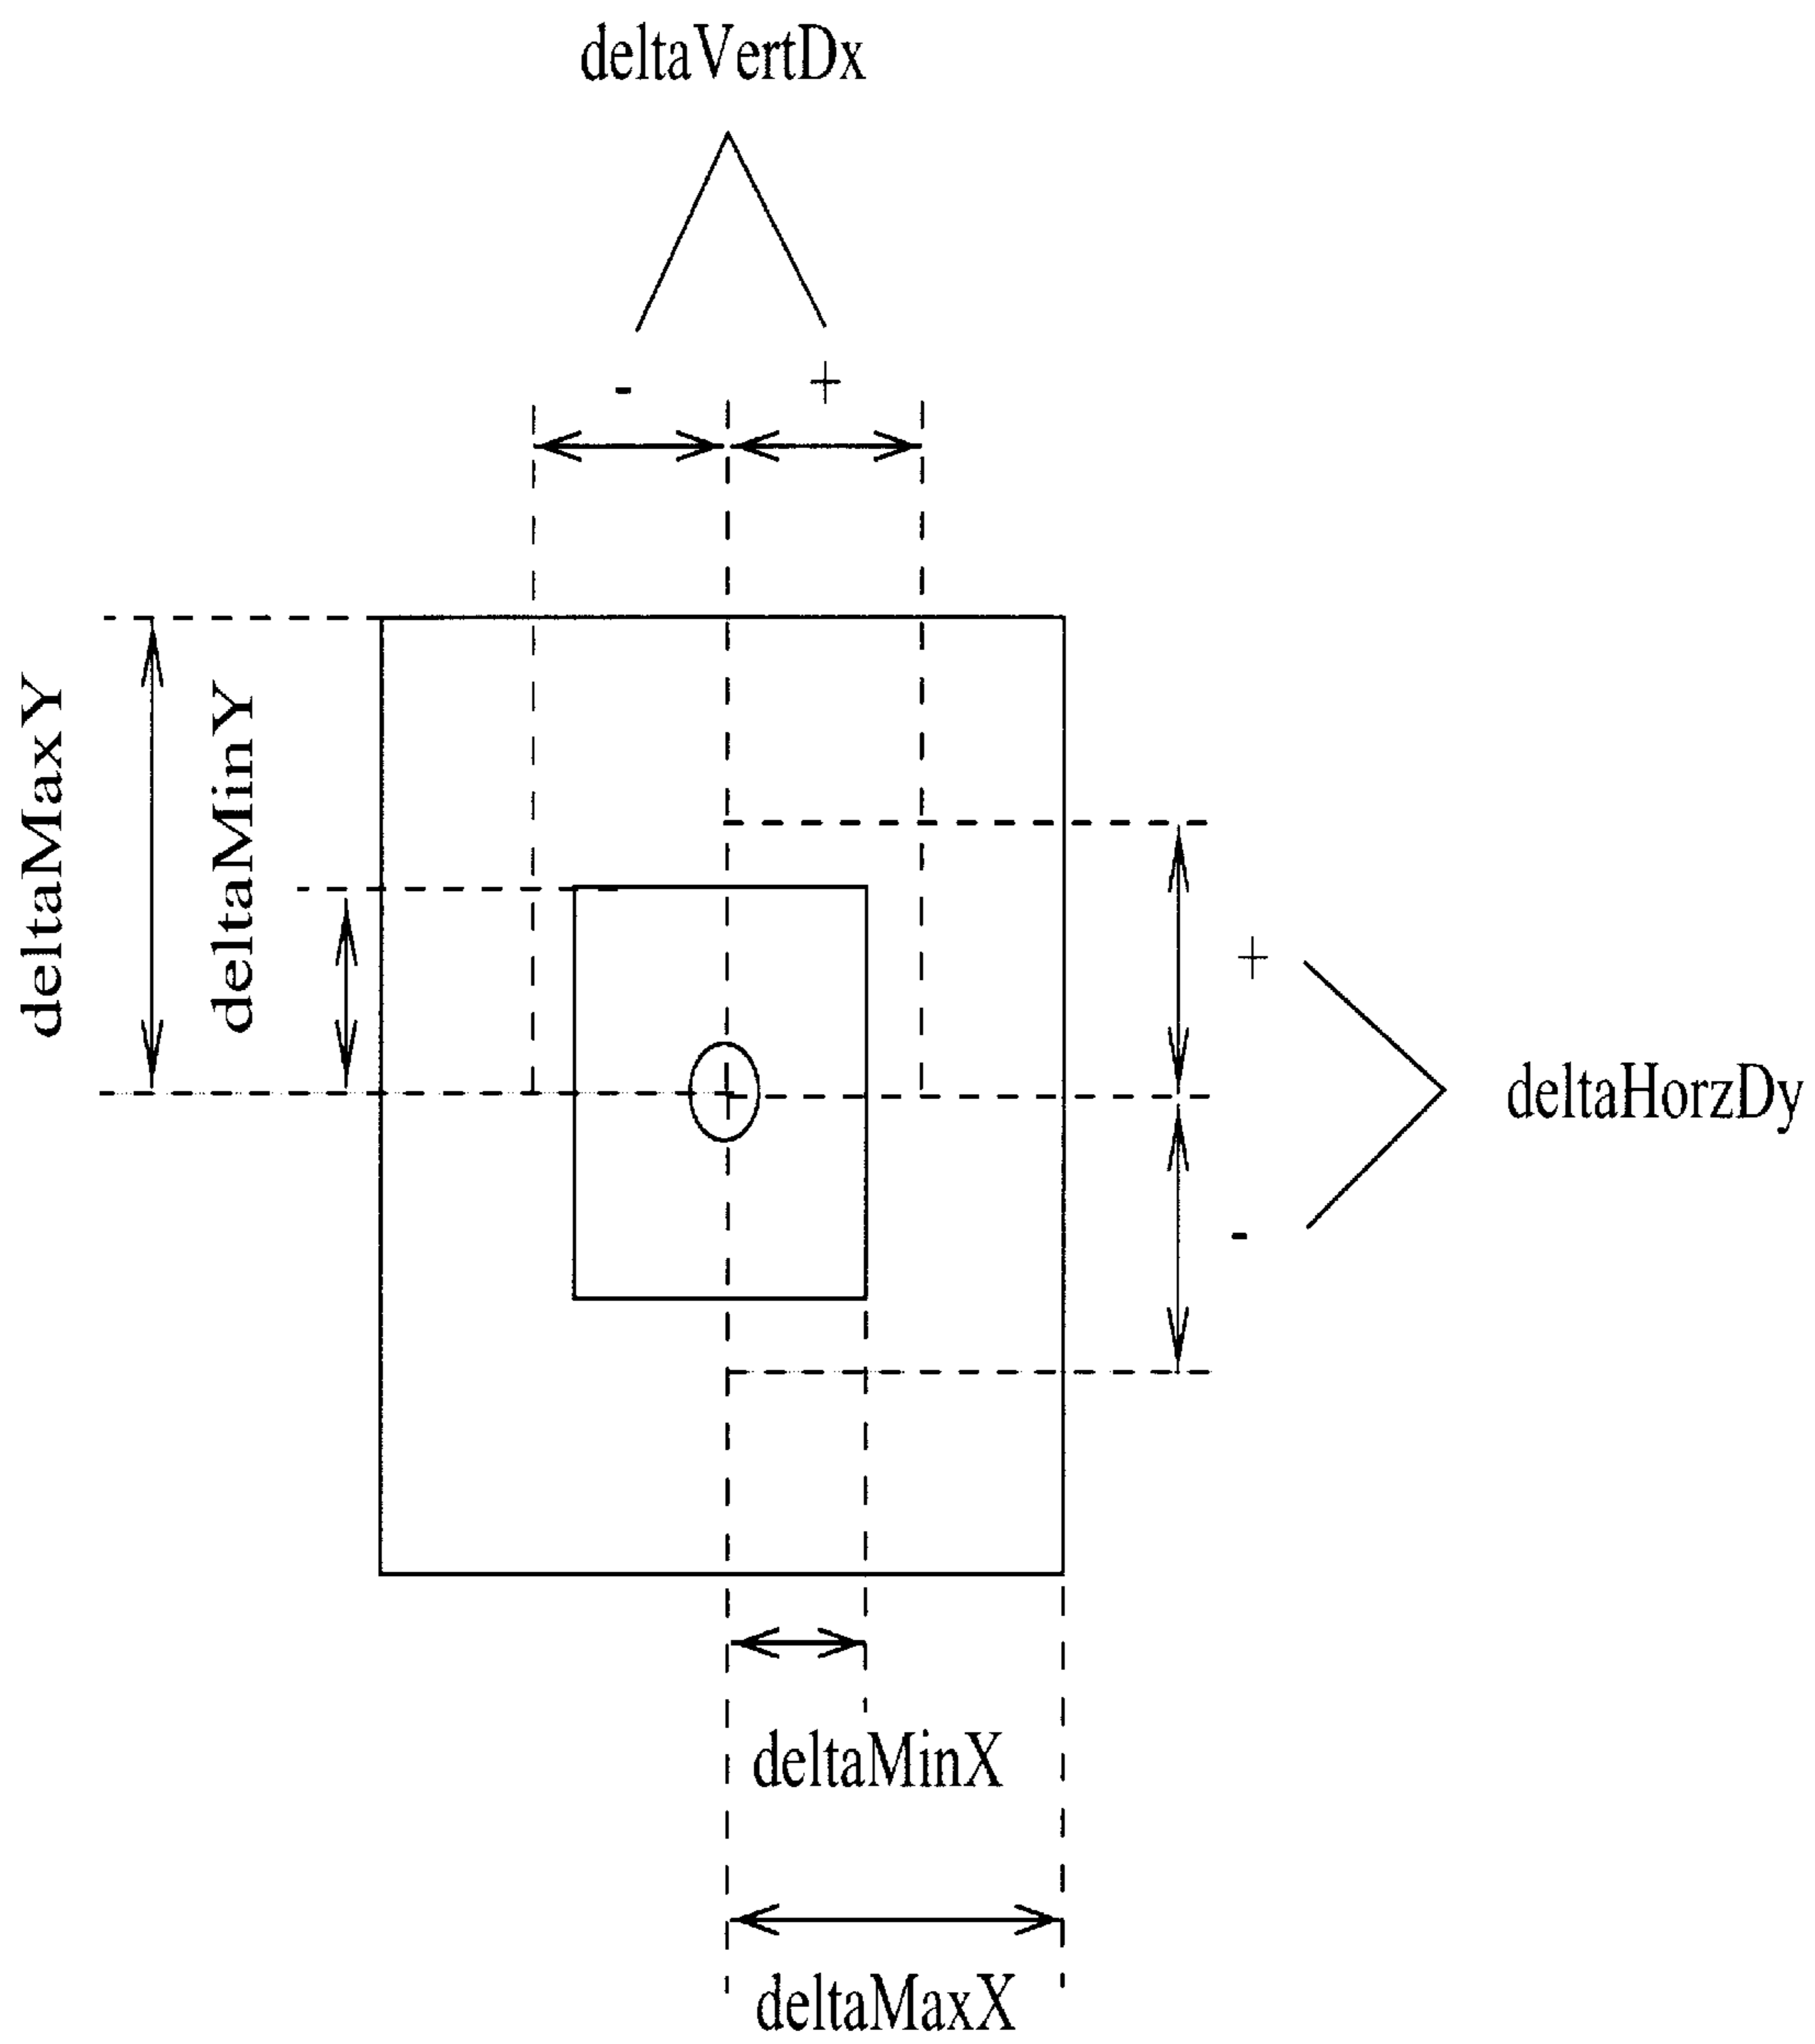 deltaVertDx
- +
deltaMaxY
deltaMinY
+
deltaHorzDy
-
deltaMinX
deltaMaxX